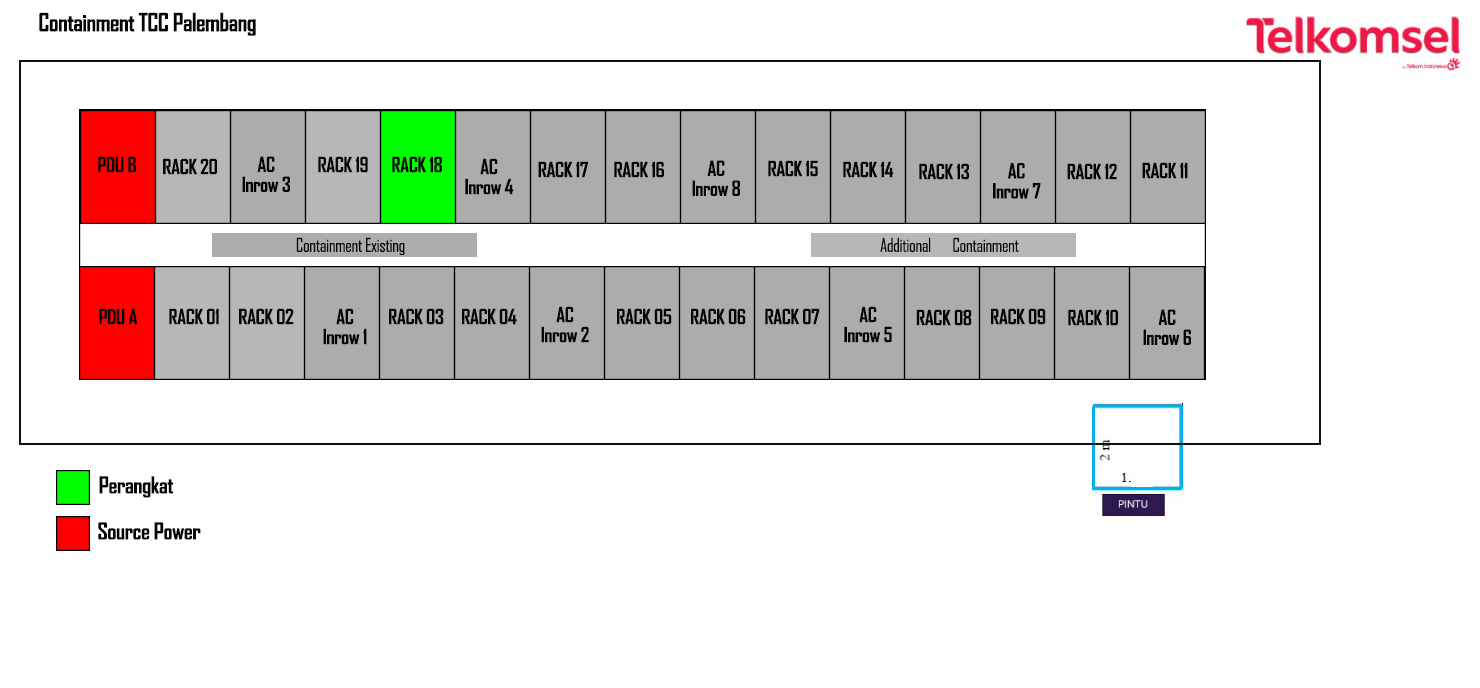 Containment TCC Palembang
Telkomsel
by Telkom Indonesia
PDU B
RACK 20
AC
Inrow 3
RACK 19
RACK 18
AC
Inrow 4
RACK 17
RACK 16
AC
Inrow 8
RACK 15
RACK 14
RACK 13
AC
Inrow 7
RACK 12
RACK 11
Containment Existing
Additional Containment
PDU A
RACK 01
RACK 02
AC
Inrow 1
RACK 03
RACK 04
AC
Inrow 2
RACK 05
RACK 06
RACK 07
AC
Inrow 5
RACK 08
RACK 09
RACK 10
AC
Inrow 6
2 m
1.
PINTU
Perangkat
Source Power